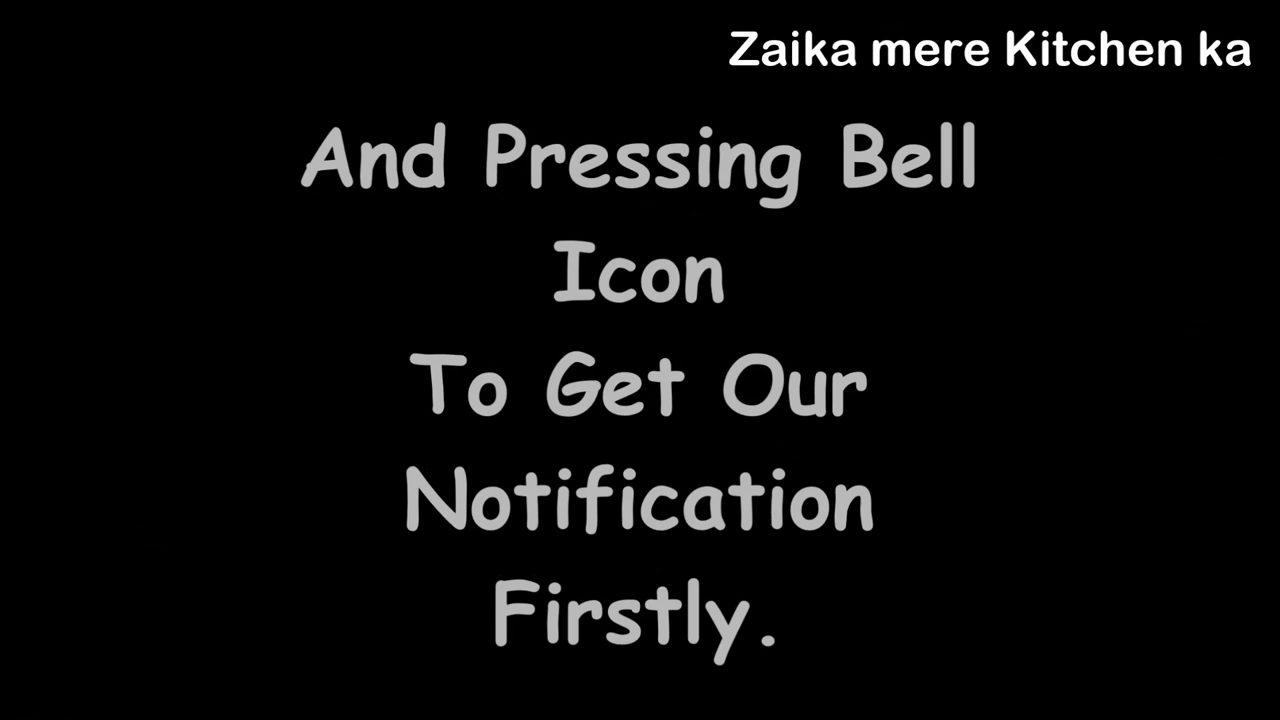 Zaika mere Kitchen ka
And Pressing Bell
Icon
To Get Our
Notification
Firstly.